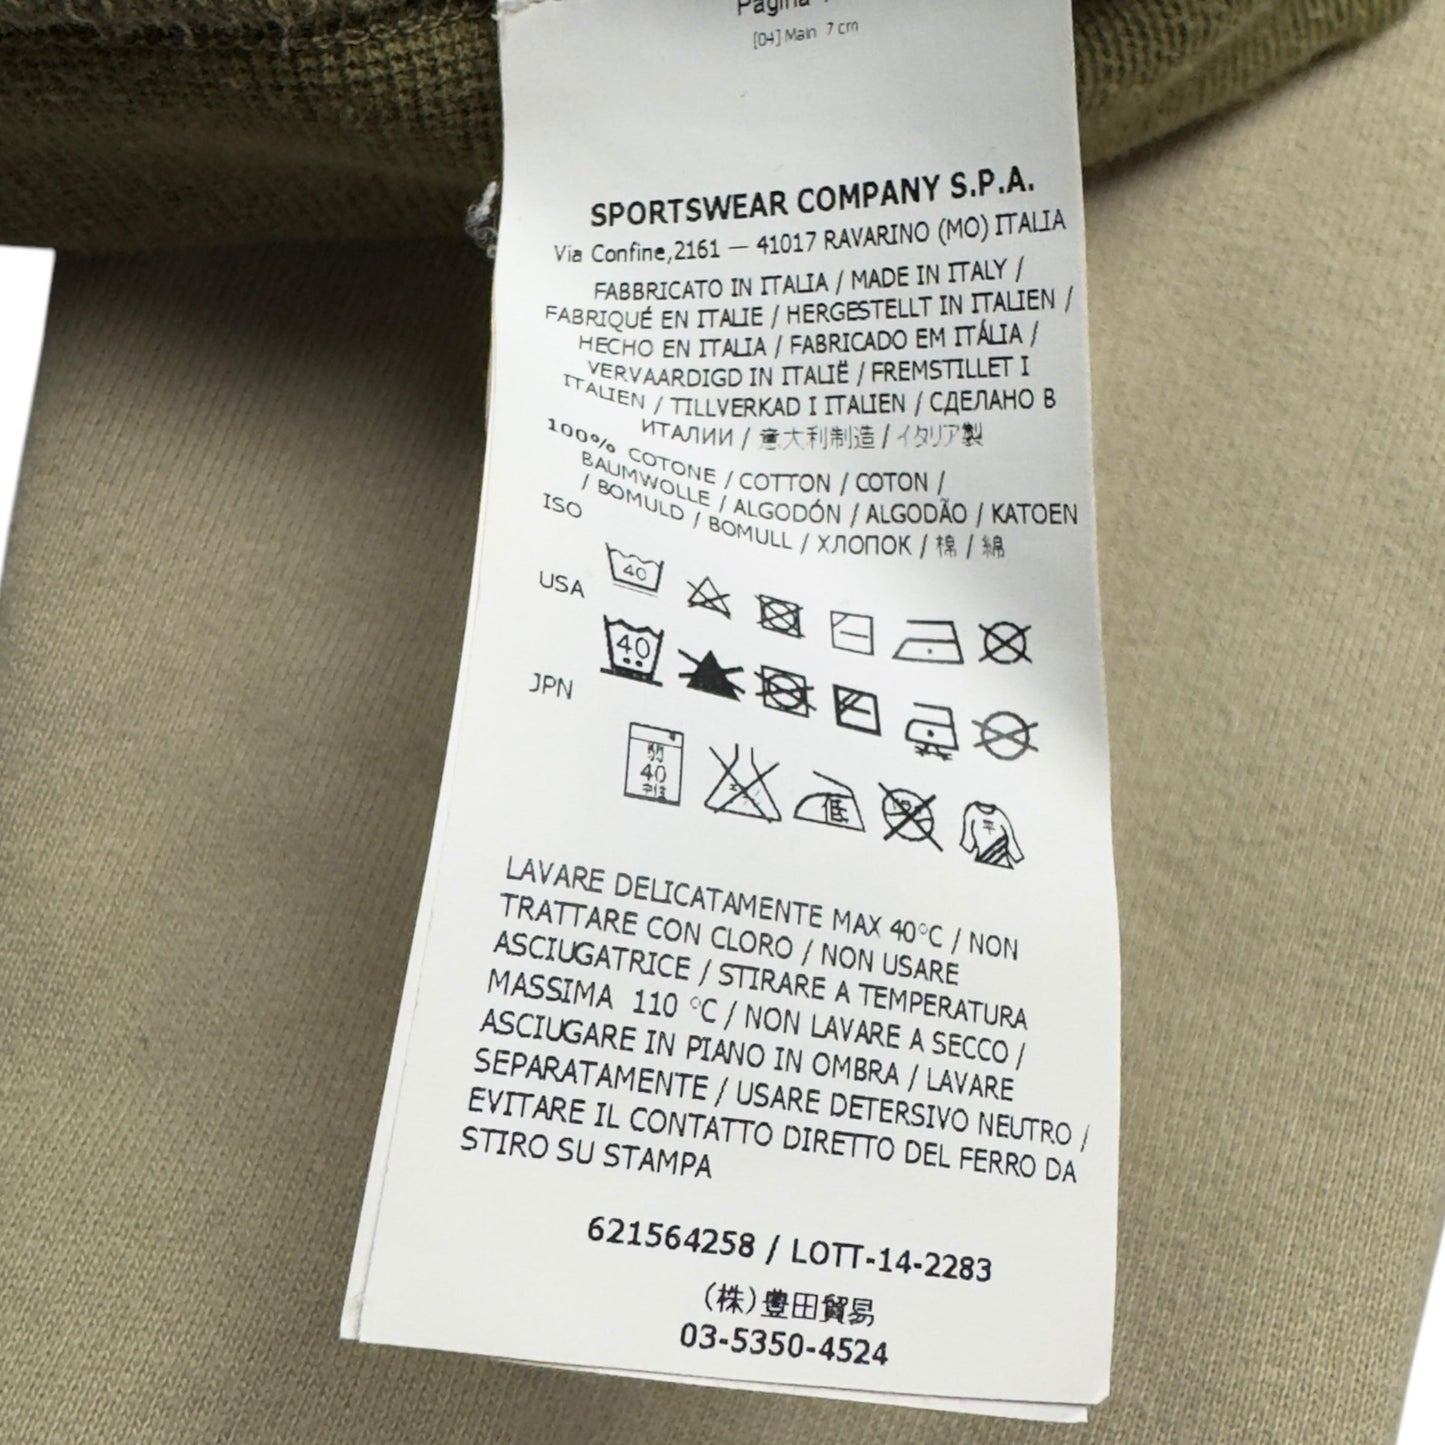 [04] Main 7 cm
SPORTSWEAR COMPANY S.P.A.
Via Confine,2161 — 41017 RAVARINO (MO) ITALIA
FABBRICATO IN ITALIA / MADE IN ITALY /
FABRIQUÉ EN ITALIE / HERGESTELLT IN ITALIEN /
HECHO EN ITALIA / FABRICADO EM ITÁLIA /
VERVAARDIGD IN ITALIË / FREMSTILLET I
ITALIEN / TILLVERKAD I ITALIEN / СДЕЛАНО В
ИТАЛИИ / 意大利制造 / イタリア製
100% COTONE / COTTON / COTON /
BAUMWOLLE / ALGODÓN / ALGODÃO / KATOEN
/ BOMULD / BOMULL / ХЛОПОК / 棉 / 綿
ISO
40
USA
40
JPN
40
低
平
LAVARE DELICATAMENTE MAX 40°C / NON
TRATTARE CON CLORO / NON USARE
ASCIUGATRICE / STIRARE A TEMPERATURA
MASSIMA 110 °C / NON LAVARE A SECCO /
ASCIUGARE IN PIANO IN OMBRA / LAVARE
SEPARATAMENTE / USARE DETERSIVO NEUTRO /
EVITARE IL CONTATTO DIRETTO DEL FERRO DA
STIRO SU STAMPA
621564258 / LOTT-14-2283
(株)豊田貿易
03-5350-4524